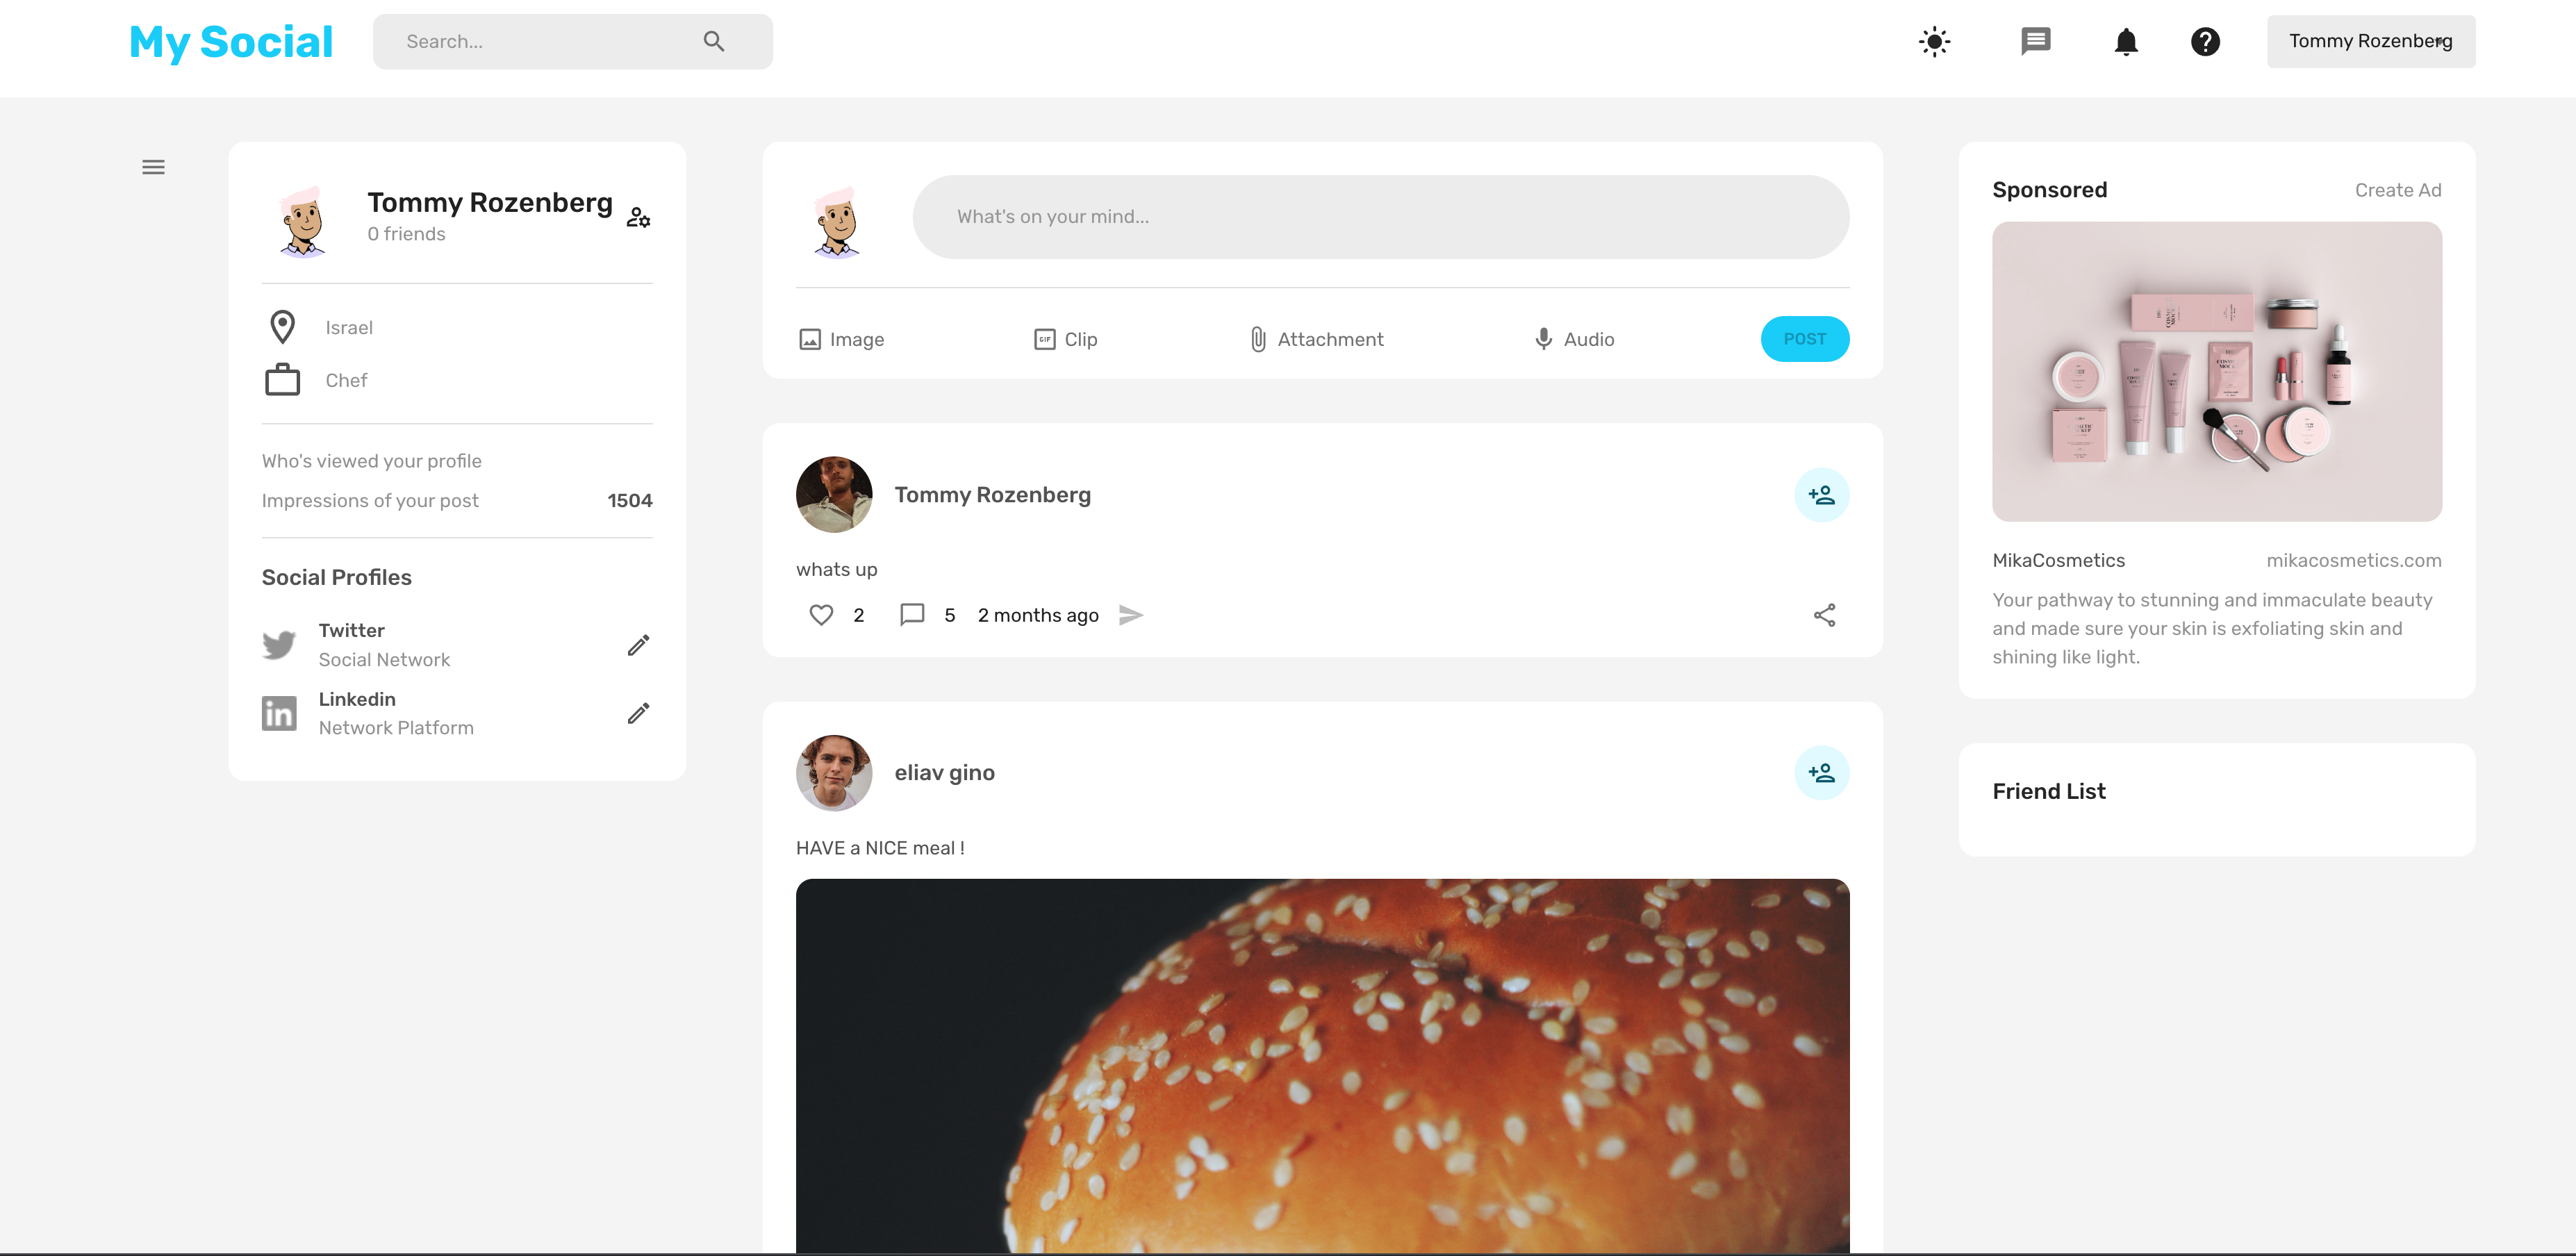 My Social
Search...
Tommy Rozenberg
Tommy Rozenberg
0 friends
Israel
Chef
Who's viewed your profile
Impressions of your post 1504
Social Profiles
Twitter
Social Network
Linkedin
Network Platform
What's on your mind...
Image GIF Clip Attachment Audio POST
Tommy Rozenberg
whats up
2 5 2 months ago
eliav gino
HAVE a NICE meal !
Sponsored Create Ad
MikaCosmetics mikacosmetics.com
Your pathway to stunning and immaculate beauty
and made sure your skin is exfoliating skin and
shining like light.
Friend List